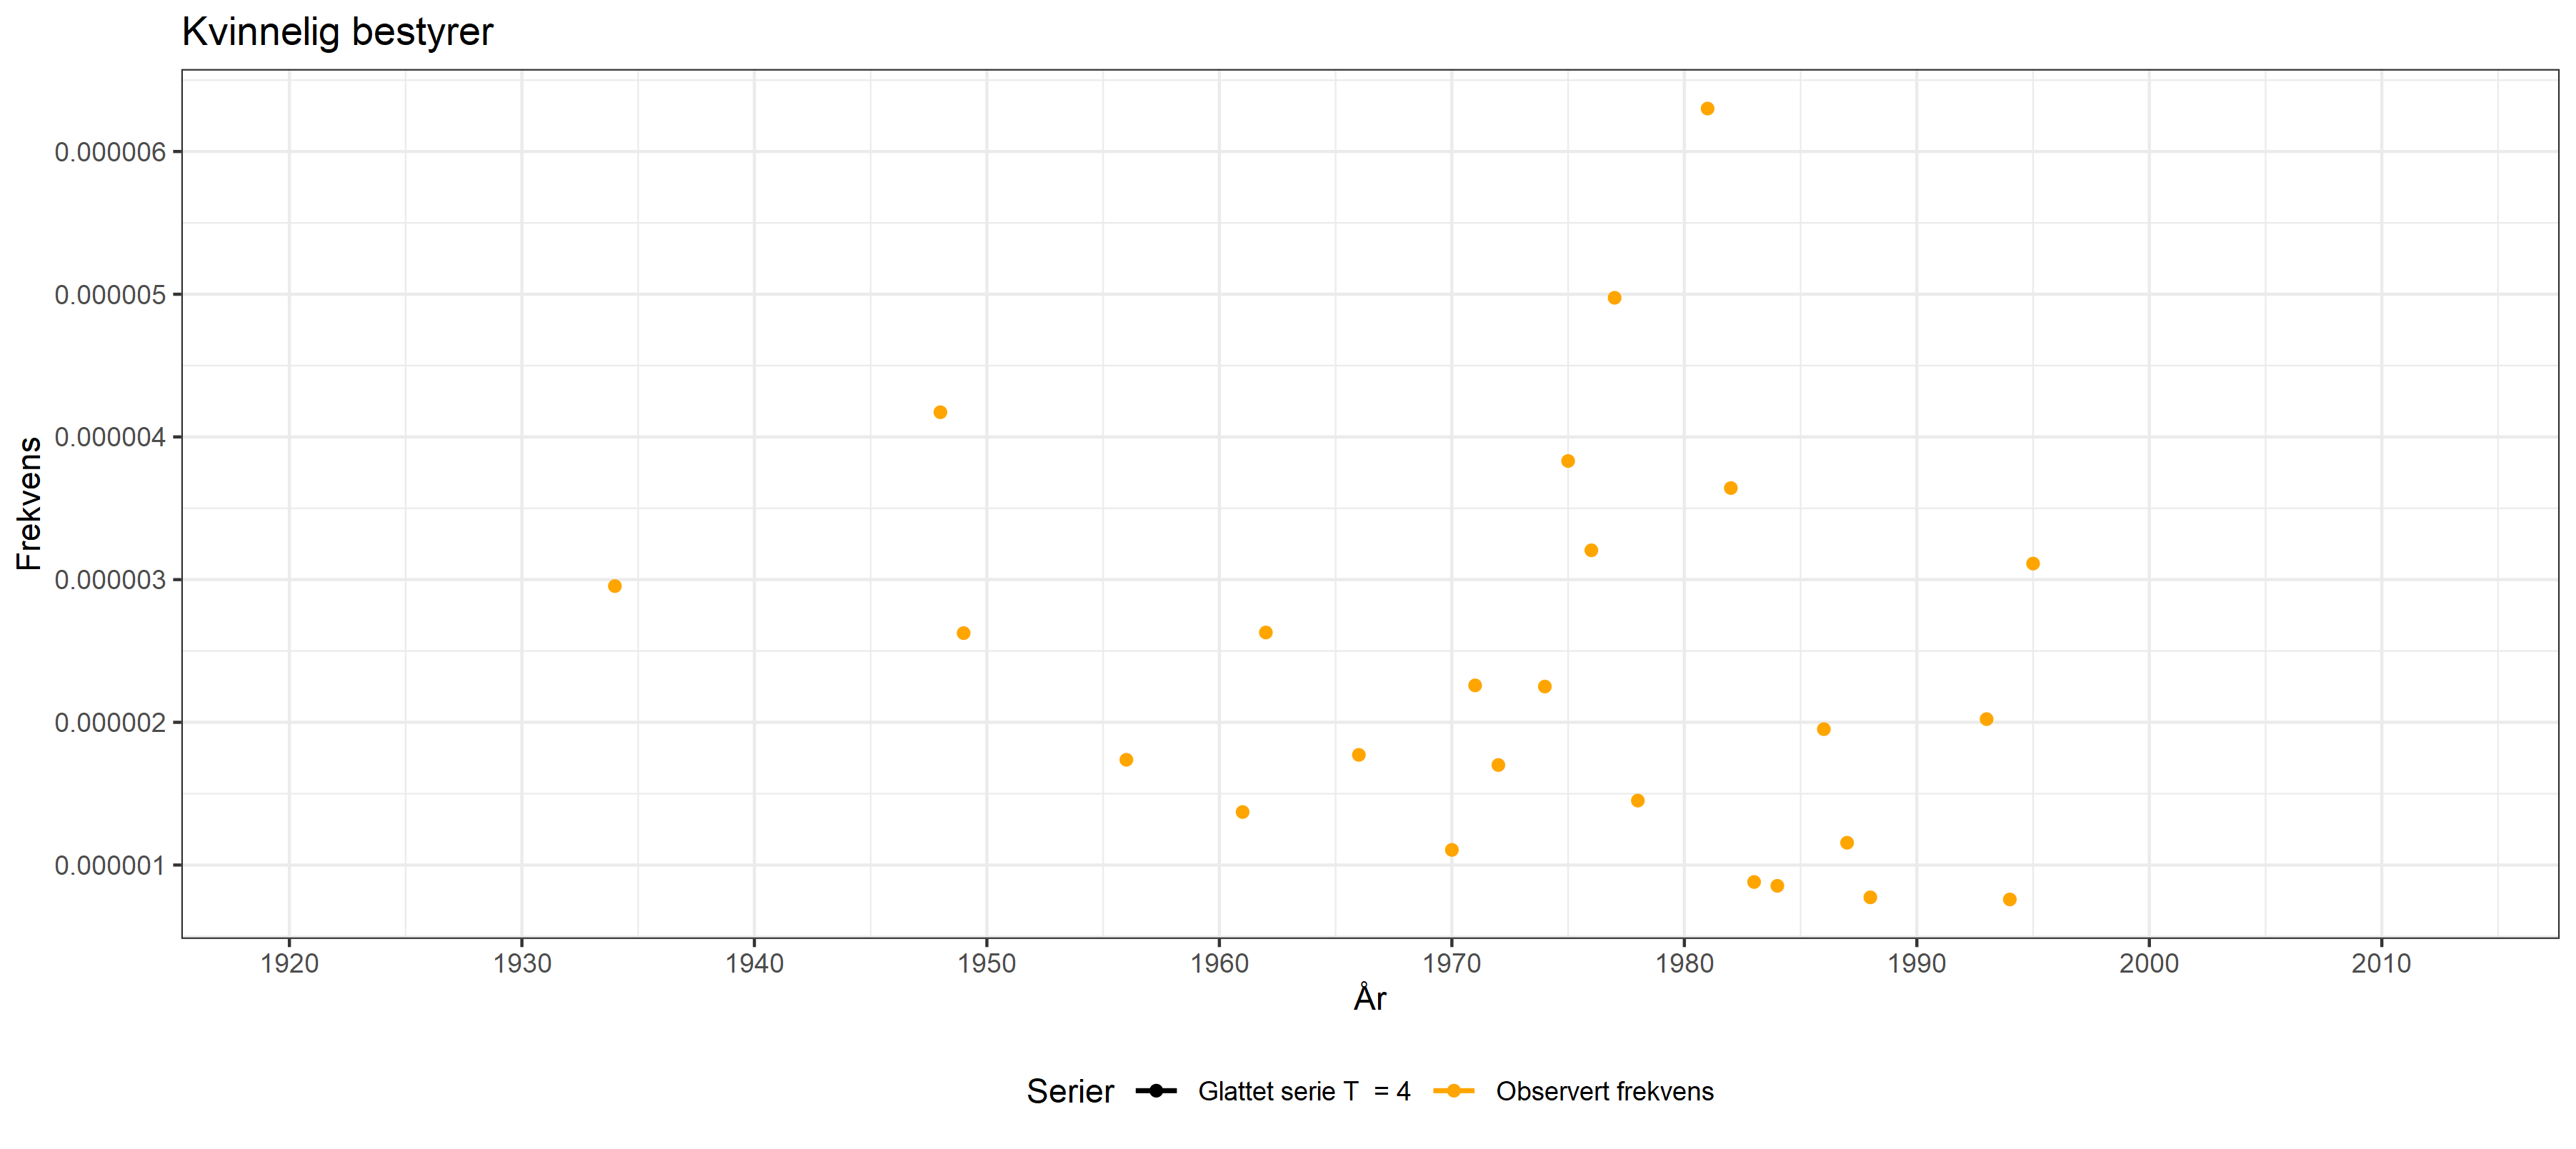 Kvinnelig bestyrer
0.000006
0.000005
0.000004
0.000003
0.000002
0.000001
Frekvens
1920 1930 1940 1950 1960 1970 1980 1990 2000 2010
År
Serier Glattet serie T  = 4 Observert frekvens